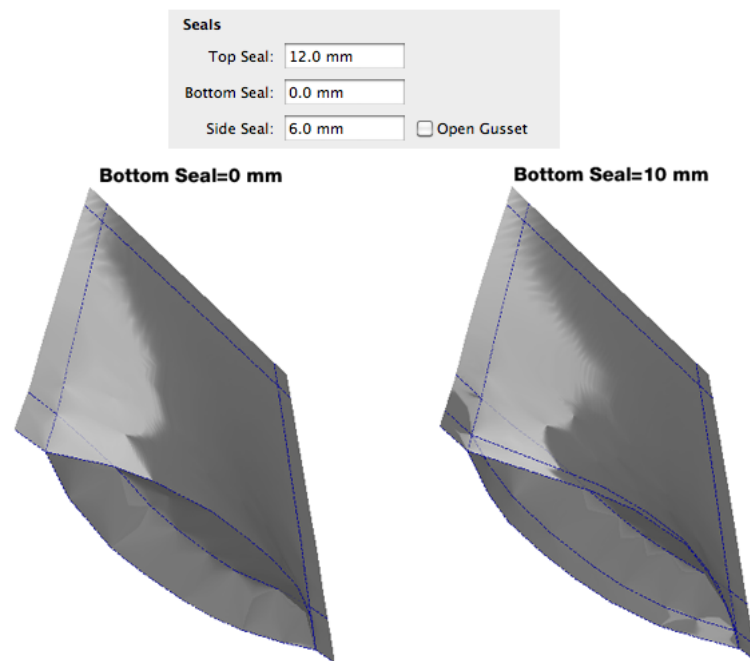 Seals
Top Seal: 12.0 mm
Bottom Seal: 0.0 mm
Side Seal: 6.0 mm Open Gusset
Bottom Seal=0 mm
Bottom Seal=10 mm